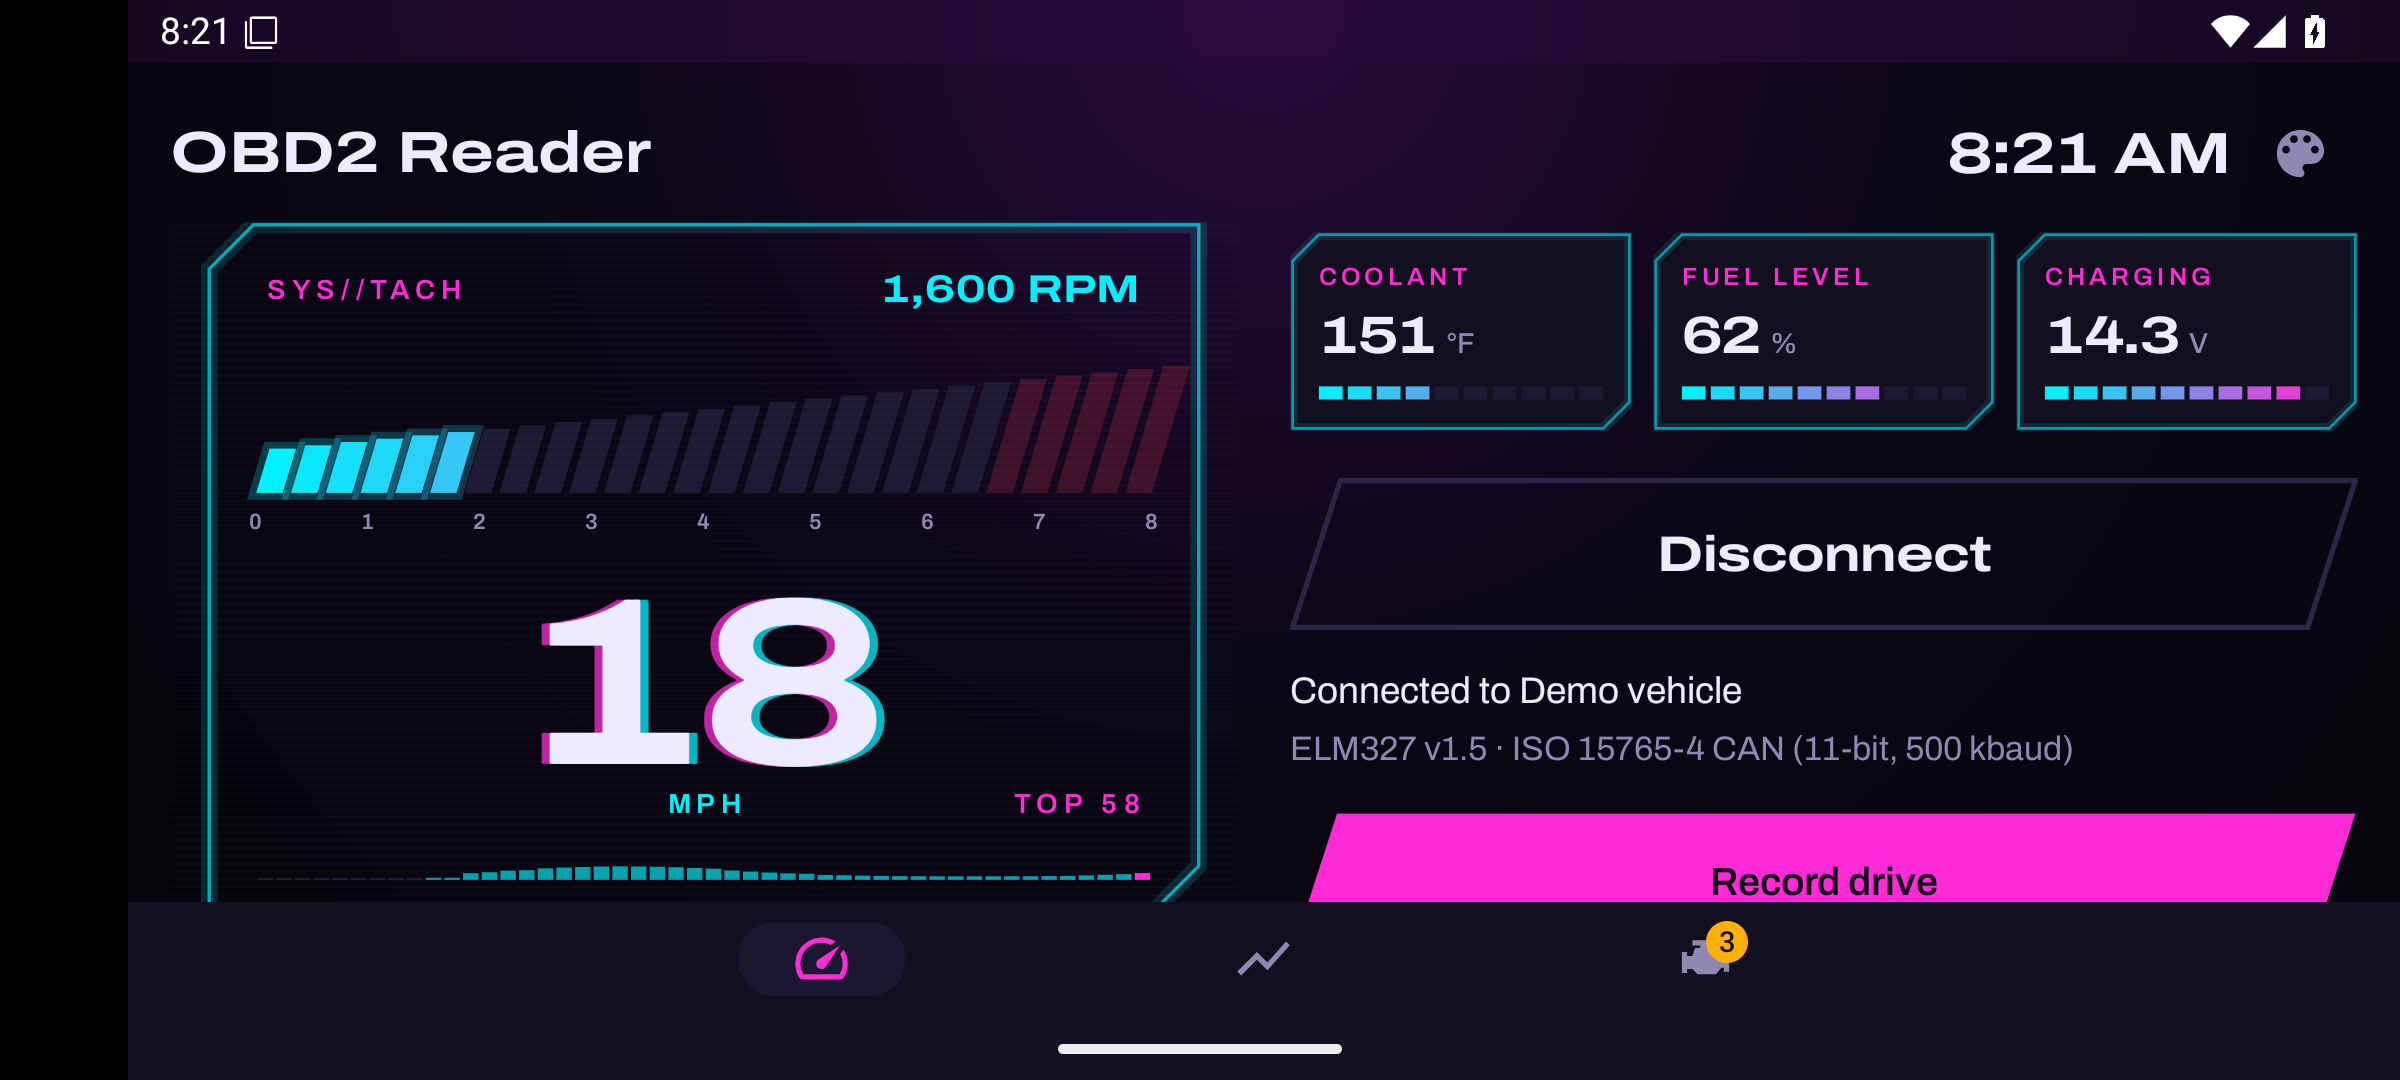 8:21
OBD2 Reader
8:21 AM
SYS//TACH
1,600 RPM
0 1 2 3 4 5 6 7 8
18
MPH
TOP 58
COOLANT
151 °F
FUEL LEVEL
62 %
CHARGING
14.3 V
Disconnect
Connected to Demo vehicle
ELM327 v1.5 · ISO 15765-4 CAN (11-bit, 500 kbaud)
Record drive
3